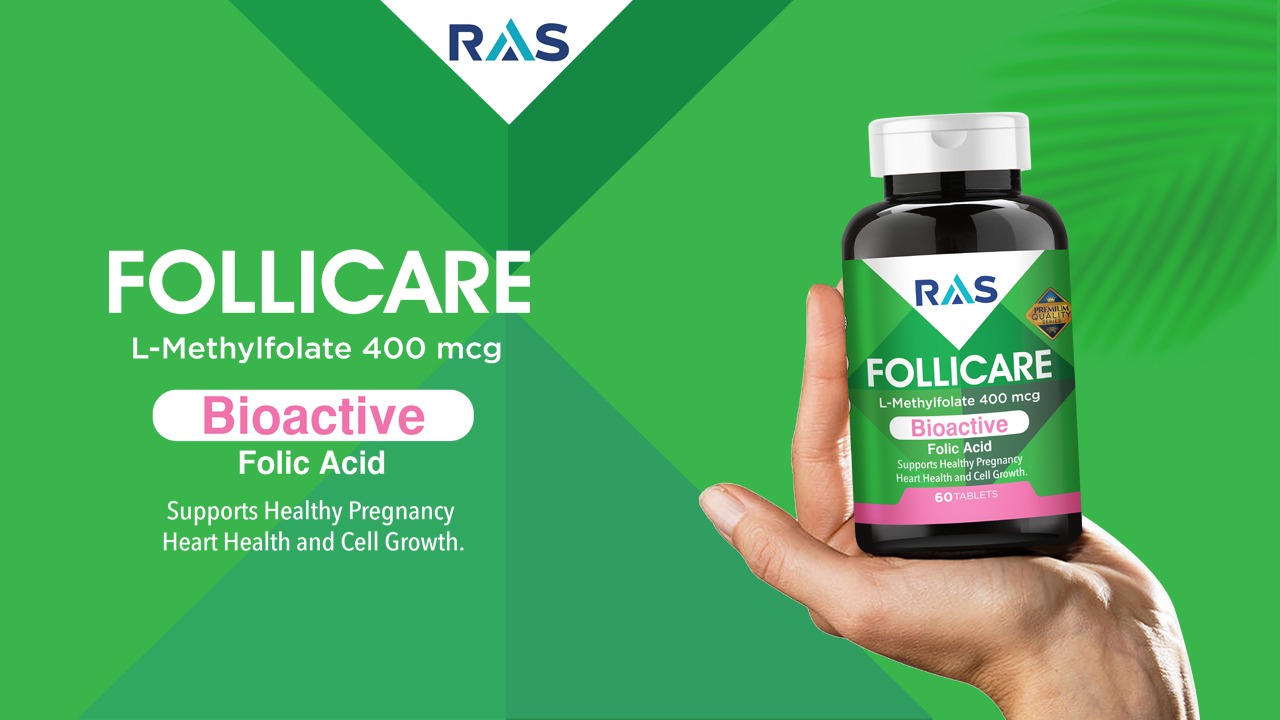 RAS
FOLLICARE
L-Methylfolate 400 mcg
Bioactive
Folic Acid
Supports Healthy Pregnancy
Heart Health and Cell Growth.
RAS
PREMIUM
QUALITY
SERIES
FOLLICARE
L-Methylfolate 400 mcg
Bioactive
Folic Acid
Supports Healthy Pregnancy
Heart Health and Cell Growth.
60 TABLETS